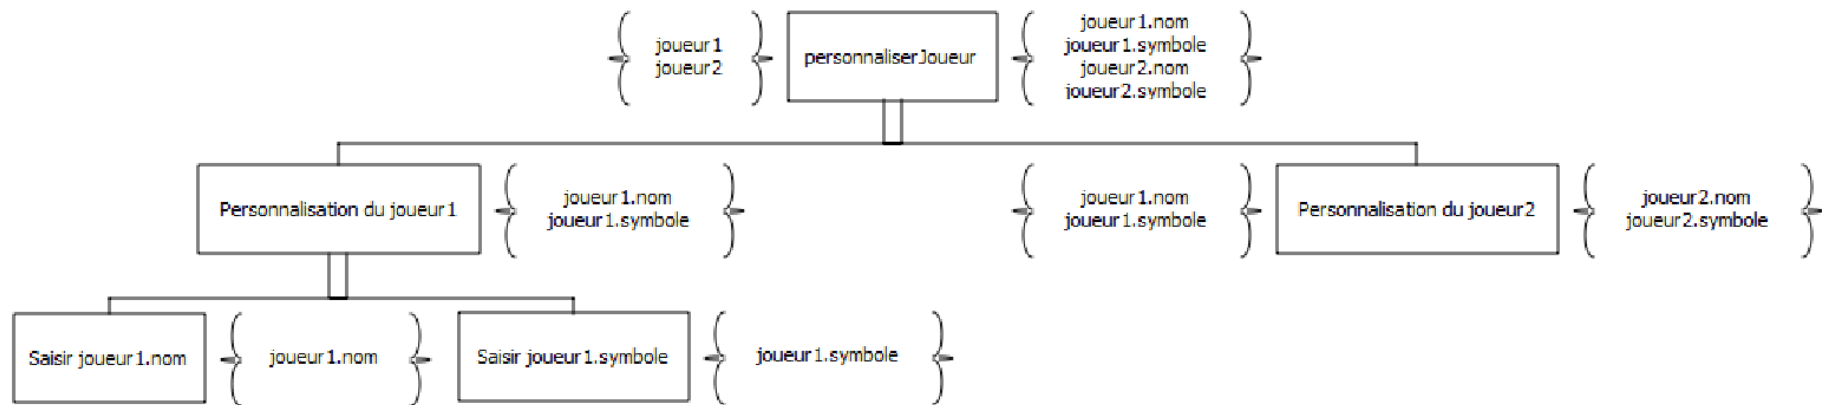 joueur1
joueur2
personnaliserJoueur
joueur1.nom
joueur1.symbole
joueur2.nom
joueur2.symbole
Personnalisation du joueur1
joueur1.nom
joueur1.symbole
joueur1.nom
joueur1.symbole
Personnalisation du joueur2
joueur2.nom
joueur2.symbole
Saisir joueur1.nom
joueur1.nom
Saisir joueur1.symbole
joueur1.symbole